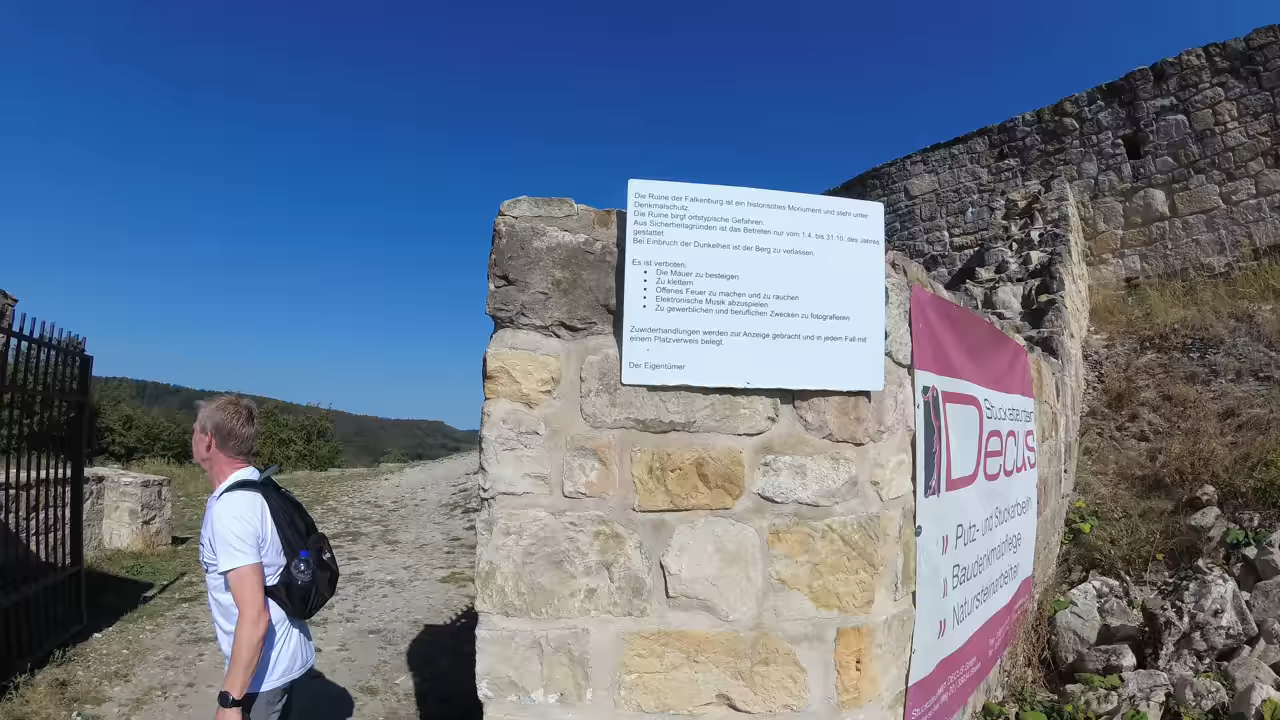 Die Ruine der Falkenburg ist ein historisches Monument und steht unter
Denkmalschutz.
Die Ruine birgt ortstypische Gefahren.
Aus Sicherheitsgründen ist das Betreten nur vom 1.4. bis 31.10. des Jahres
gestattet
Bei Einbruch der Dunkelheit ist der Berg zu verlassen.
Es ist verboten:
• Die Mauer zu besteigen
• Zu klettern
• Offenes Feuer zu machen und zu rauchen
• Elektronische Musik abzuspielen
• Zu gewerblichen und beruflichen Zwecken zu fotografieren
Zuwiderhandlungen werden zur Anzeige gebracht und in jedem Fall mit
einem Platzverweis belegt.
Der Eigentümer
Stuckateurteam
Decus
» Putz- und Stuckarbeiten
» Baudenkmalpflege
» Natursteinarbeiten
Stuckateurteam DECUS GmbH